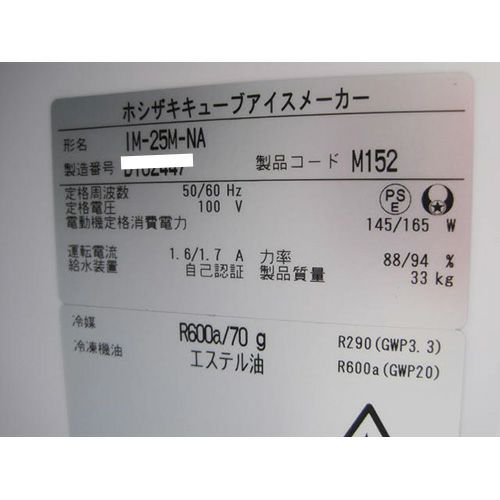 ホシザキキューブアイスメーカー
形名 IM-25M-NA
製造番号 製品コード M152
定格周波数 50/60 Hz
定格電圧 100 V
PS E
電動機定格消費電力 145/165 W
運転電流 1.6/1.7 A 力率 88/94 %
給水装置 自己認証 製品質量 33 kg
冷媒 R600a/70 g R290(GWP3.3)
冷凍機油 エステル油 R600a(GWP20)